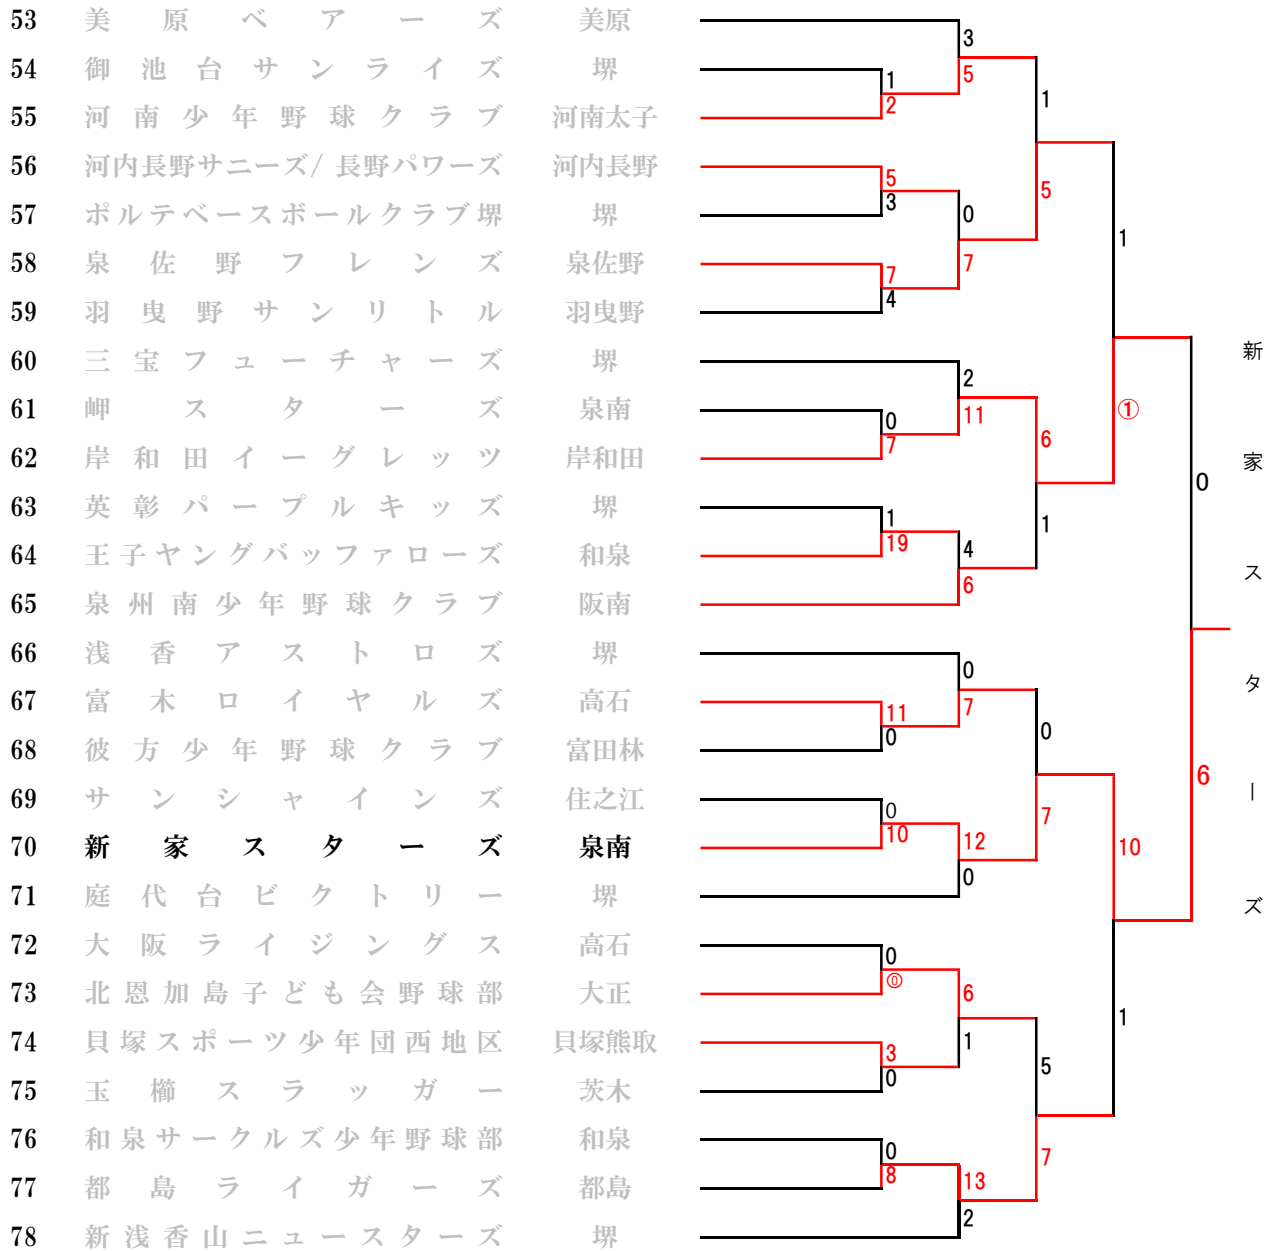 53 美原ベアーズ 美原
54 御池台サンライズ 堺
55 河南少年野球クラブ 河南太子
56 河内長野サニーズ/長野パワーズ 河内長野
57 ポルテベースボールクラブ堺 堺
58 泉佐野フレンズ 泉佐野
59 羽曳野サンリトル 羽曳野
60 三宝フューチャーズ 堺
61 岬スターズ 泉南
62 岸和田イーグレッツ 岸和田
63 英彰パープルキッズ 堺
64 王子ヤングバッファローズ 和泉
65 泉州南少年野球クラブ 阪南
66 浅香アストロズ 堺
67 富木ロイヤルズ 高石
68 彼方少年野球クラブ 富田林
69 サンシャインズ 住之江
70 新家スターズ 泉南
71 庭代台ビクトリー 堺
72 大阪ライジングス 高石
73 北恩加島子ども会野球部 大正
74 貝塚スポーツ少年団西地区 貝塚熊取
75 玉櫛スラッガー 茨木
76 和泉サークルズ少年野球部 和泉
77 都島ライガーズ 都島
78 新浅香山ニュースターズ 堺
1
2
5
3
7
4
0
7
1
19
11
0
0
10
0
⓪
3
0
0
8
3
5
0
7
2
11
4
6
0
7
12
0
6
1
13
2
1
5
6
1
0
7
5
7
1
①
10
1
0
6
新家スターズ